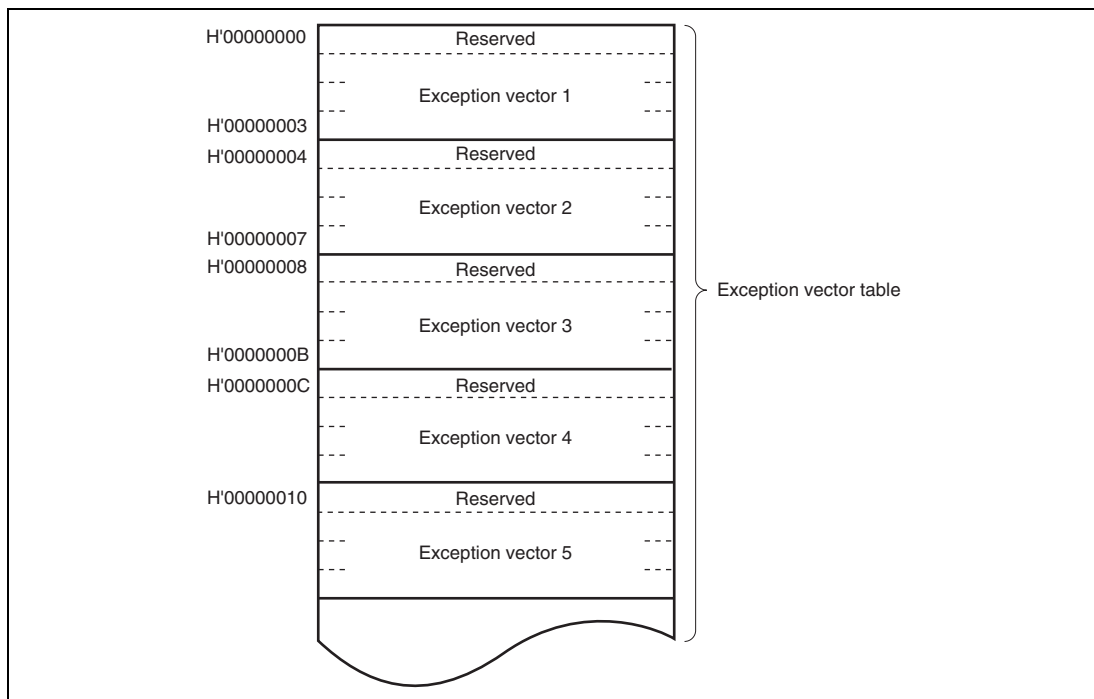 H'00000000
Reserved
Exception vector 1
H'00000003
H'00000004
Reserved
Exception vector 2
H'00000007
H'00000008
Reserved
Exception vector table
Exception vector 3
H'0000000B
H'0000000C
Reserved
Exception vector 4
H'00000010
Reserved
Exception vector 5